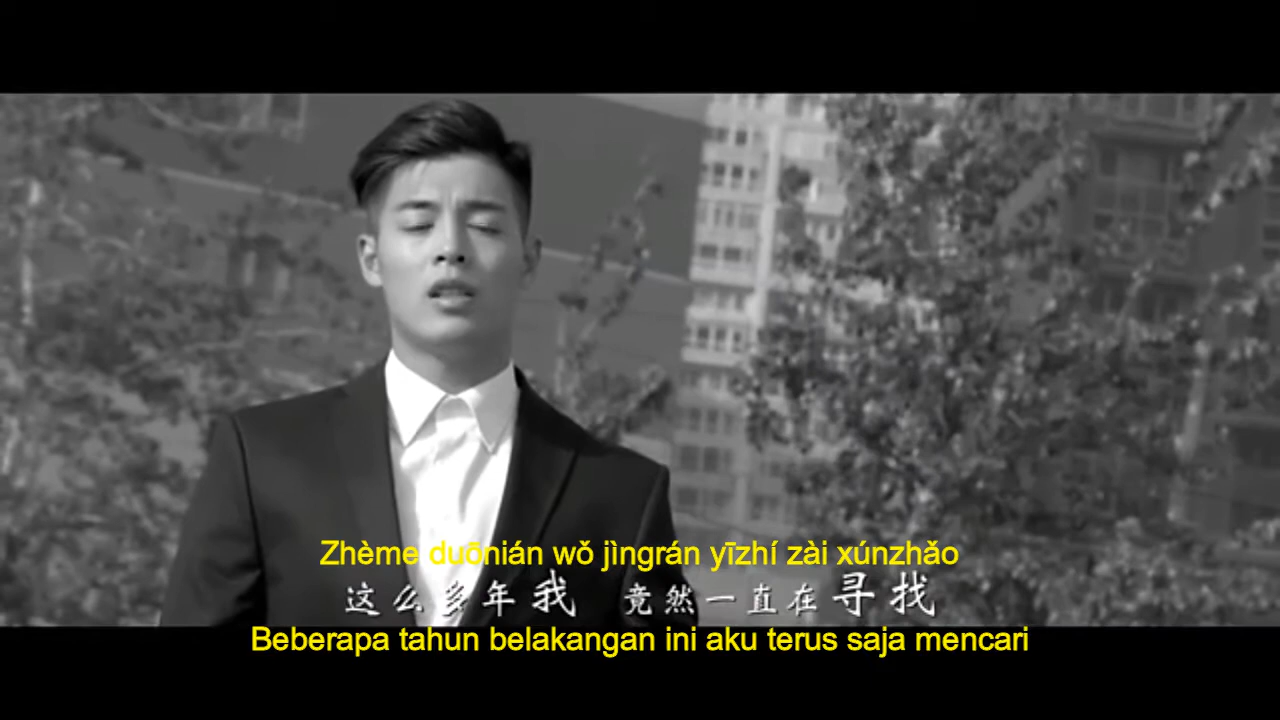 Zhème duōnián wǒ jìngrán yīzhí zài xúnzhǎo
这么多年我 竟然一直在寻找
Beberapa tahun belakangan ini aku terus saja mencari